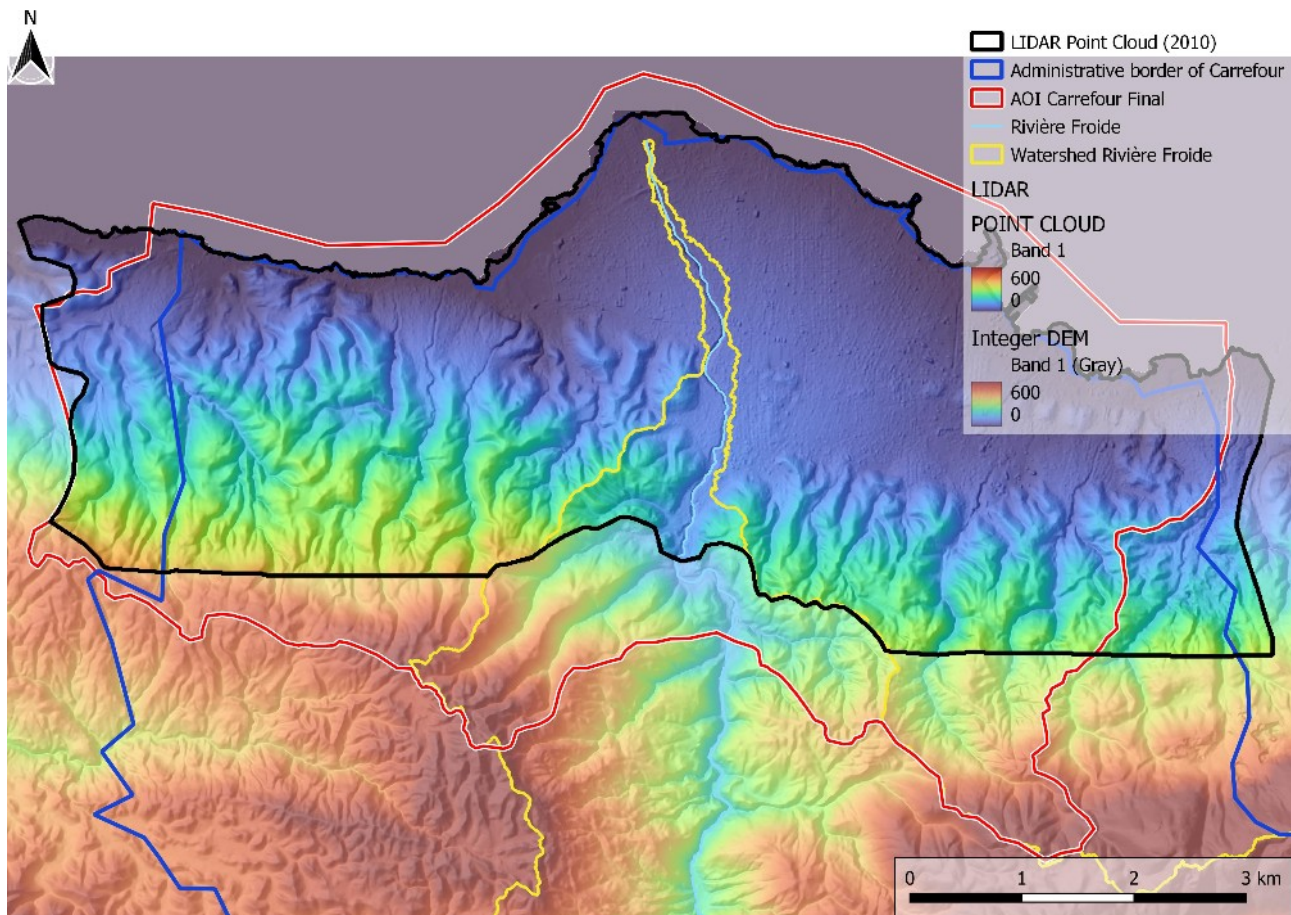 N
LIDAR Point Cloud (2010)
Administrative border of Carrefour
AOI Carrefour Final
Rivière Froide
Watershed Rivière Froide
LIDAR
POINT CLOUD
Band 1
600
0
Integer DEM
Band 1 (Gray)
600
0
0 1 2 3 km